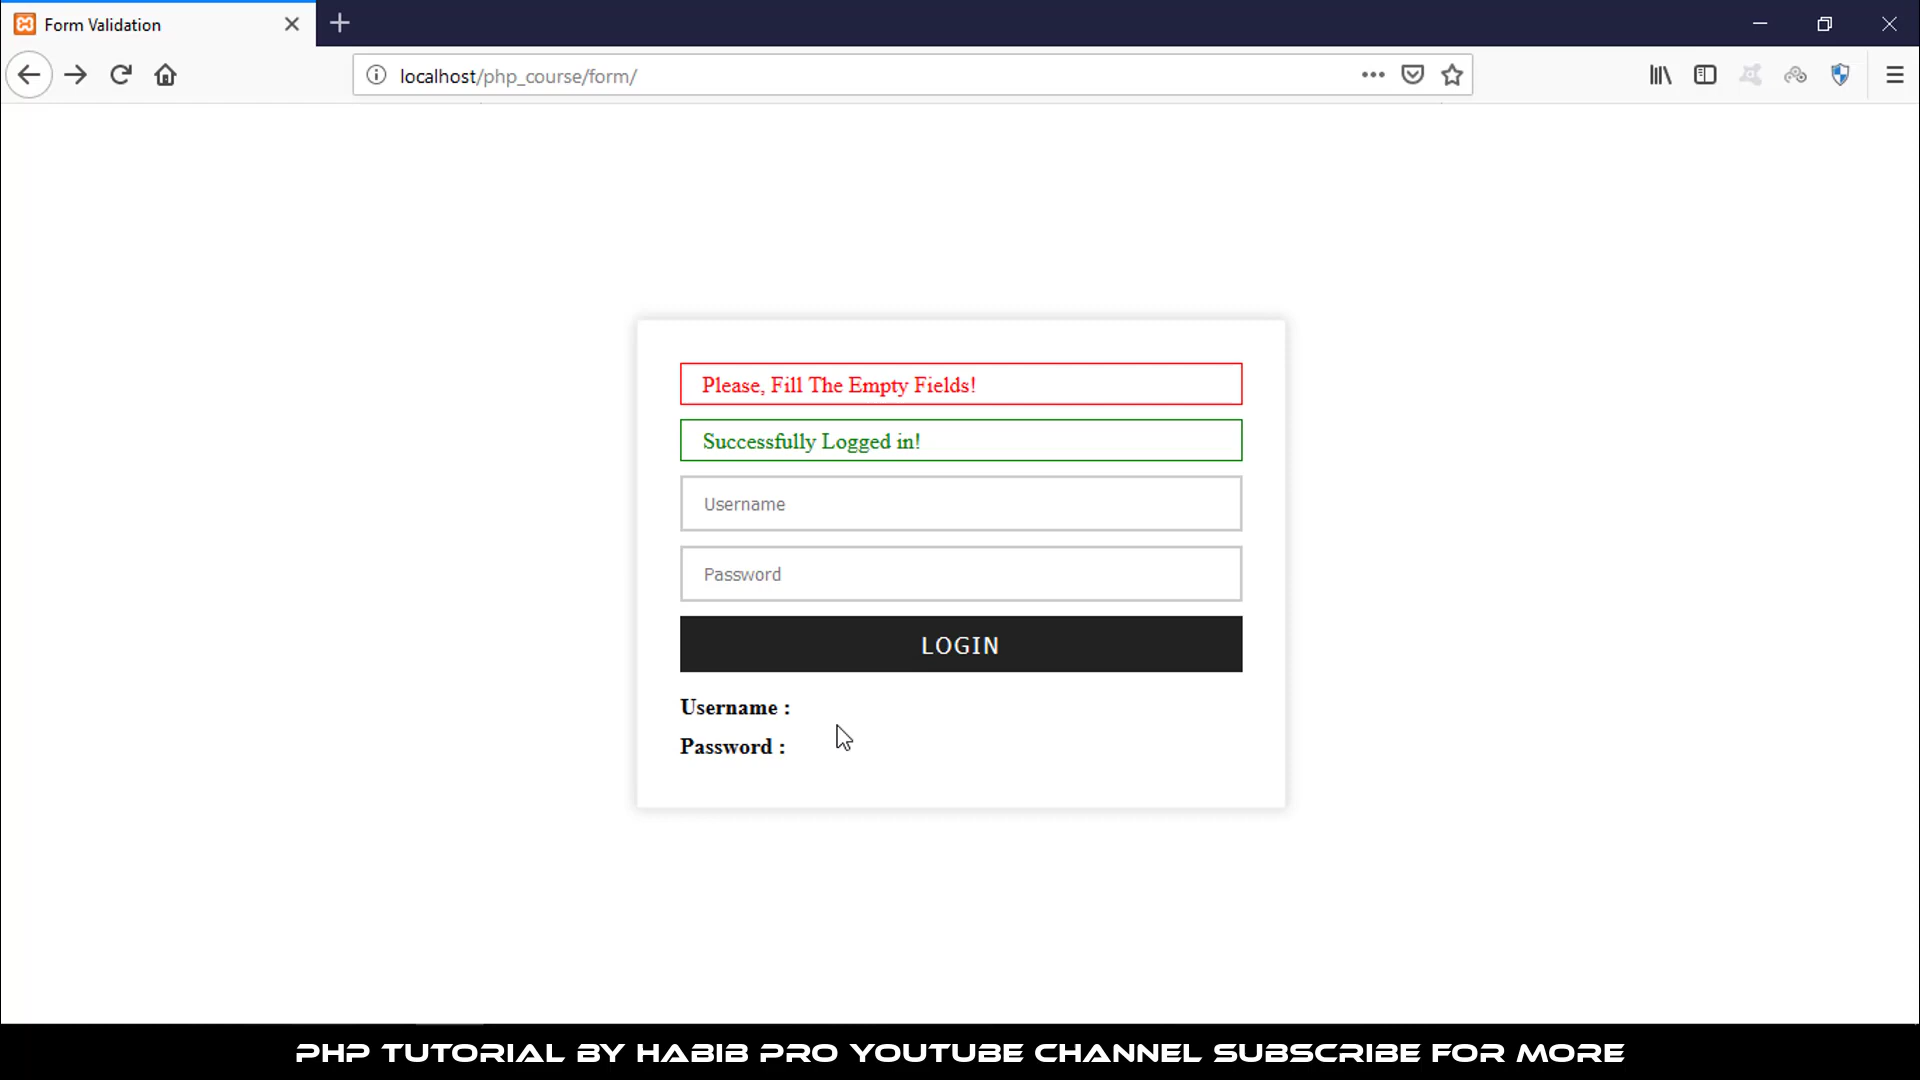 Form Validation
localhost/php_course/form/
Please, Fill The Empty Fields!
Successfully Logged in!
Username
Password
LOGIN
Username :
Password :
PHP TUTORIAL BY HABIB PRO YOUTUBE CHANNEL SUBSCRIBE FOR MORE